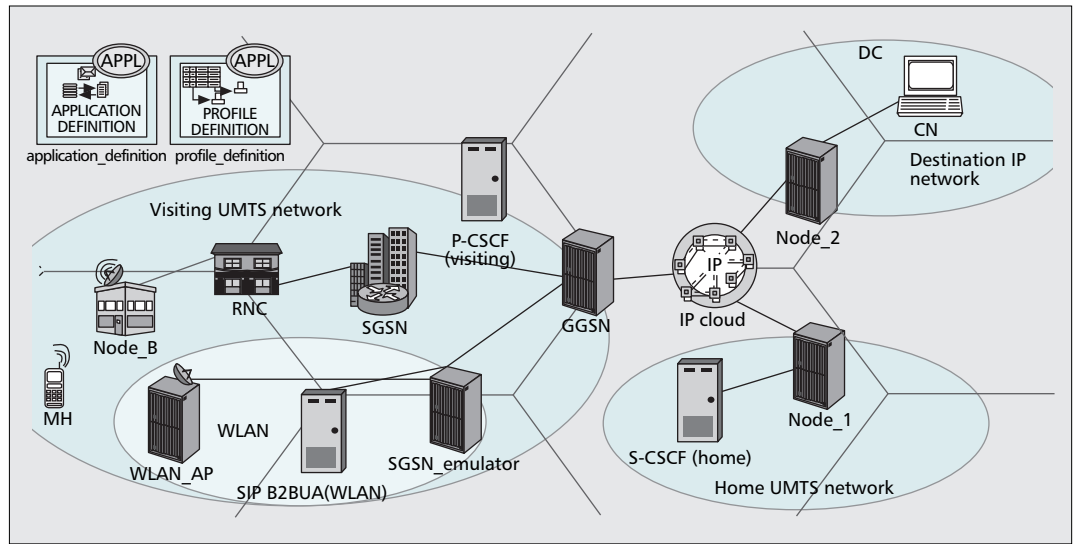 APPL
APPL
APPLICATION
DEFINITION
PROFILE
DEFINITION
application_definition
profile_definition
DC
CN
Destination IP
network
Visiting UMTS network
P-CSCF
(visiting)
Node_2
IP
IP cloud
RNC
SGSN
GGSN
Node_B
MH
WLAN
WLAN_AP
SIP B2BUA(WLAN)
SGSN_emulator
Node_1
S-CSCF (home)
Home UMTS network